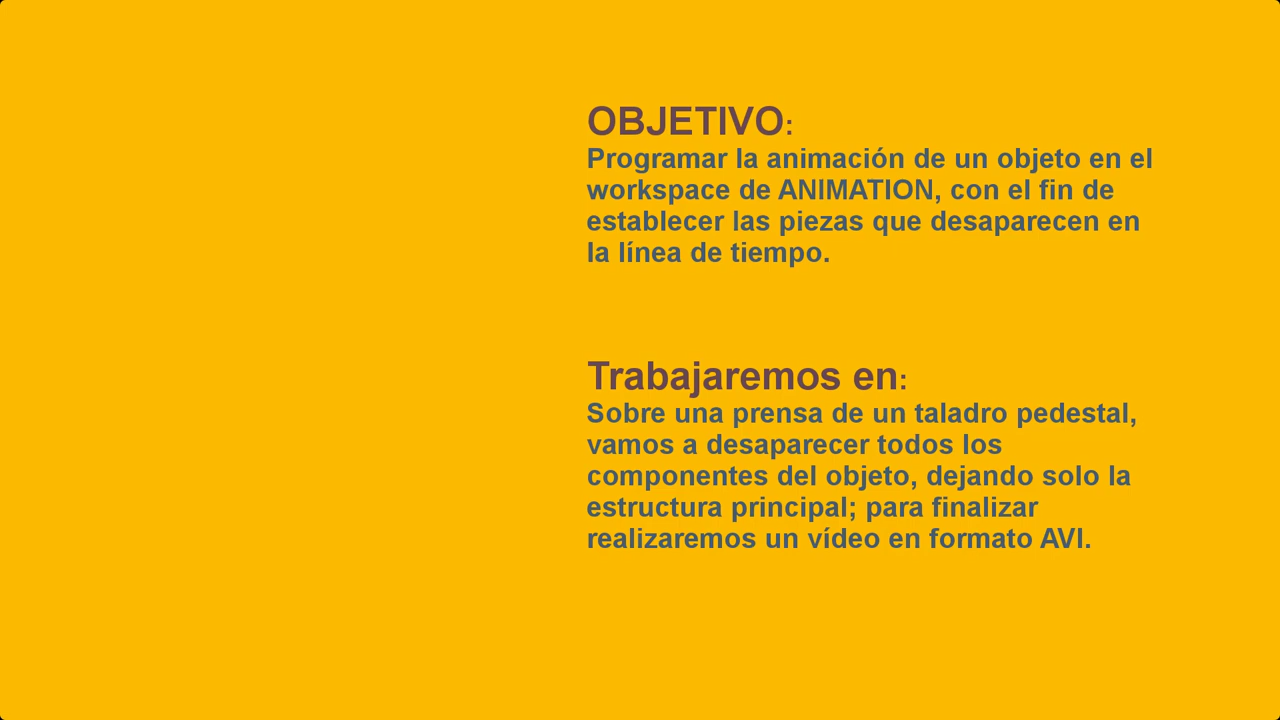 OBJETIVO:
Programar la animación de un objeto en el
workspace de ANIMATION, con el fin de
establecer las piezas que desaparecen en
la línea de tiempo.
Trabajaremos en:
Sobre una prensa de un taladro pedestal,
vamos a desaparecer todos los
componentes del objeto, dejando solo la
estructura principal; para finalizar
realizaremos un vídeo en formato AVI.